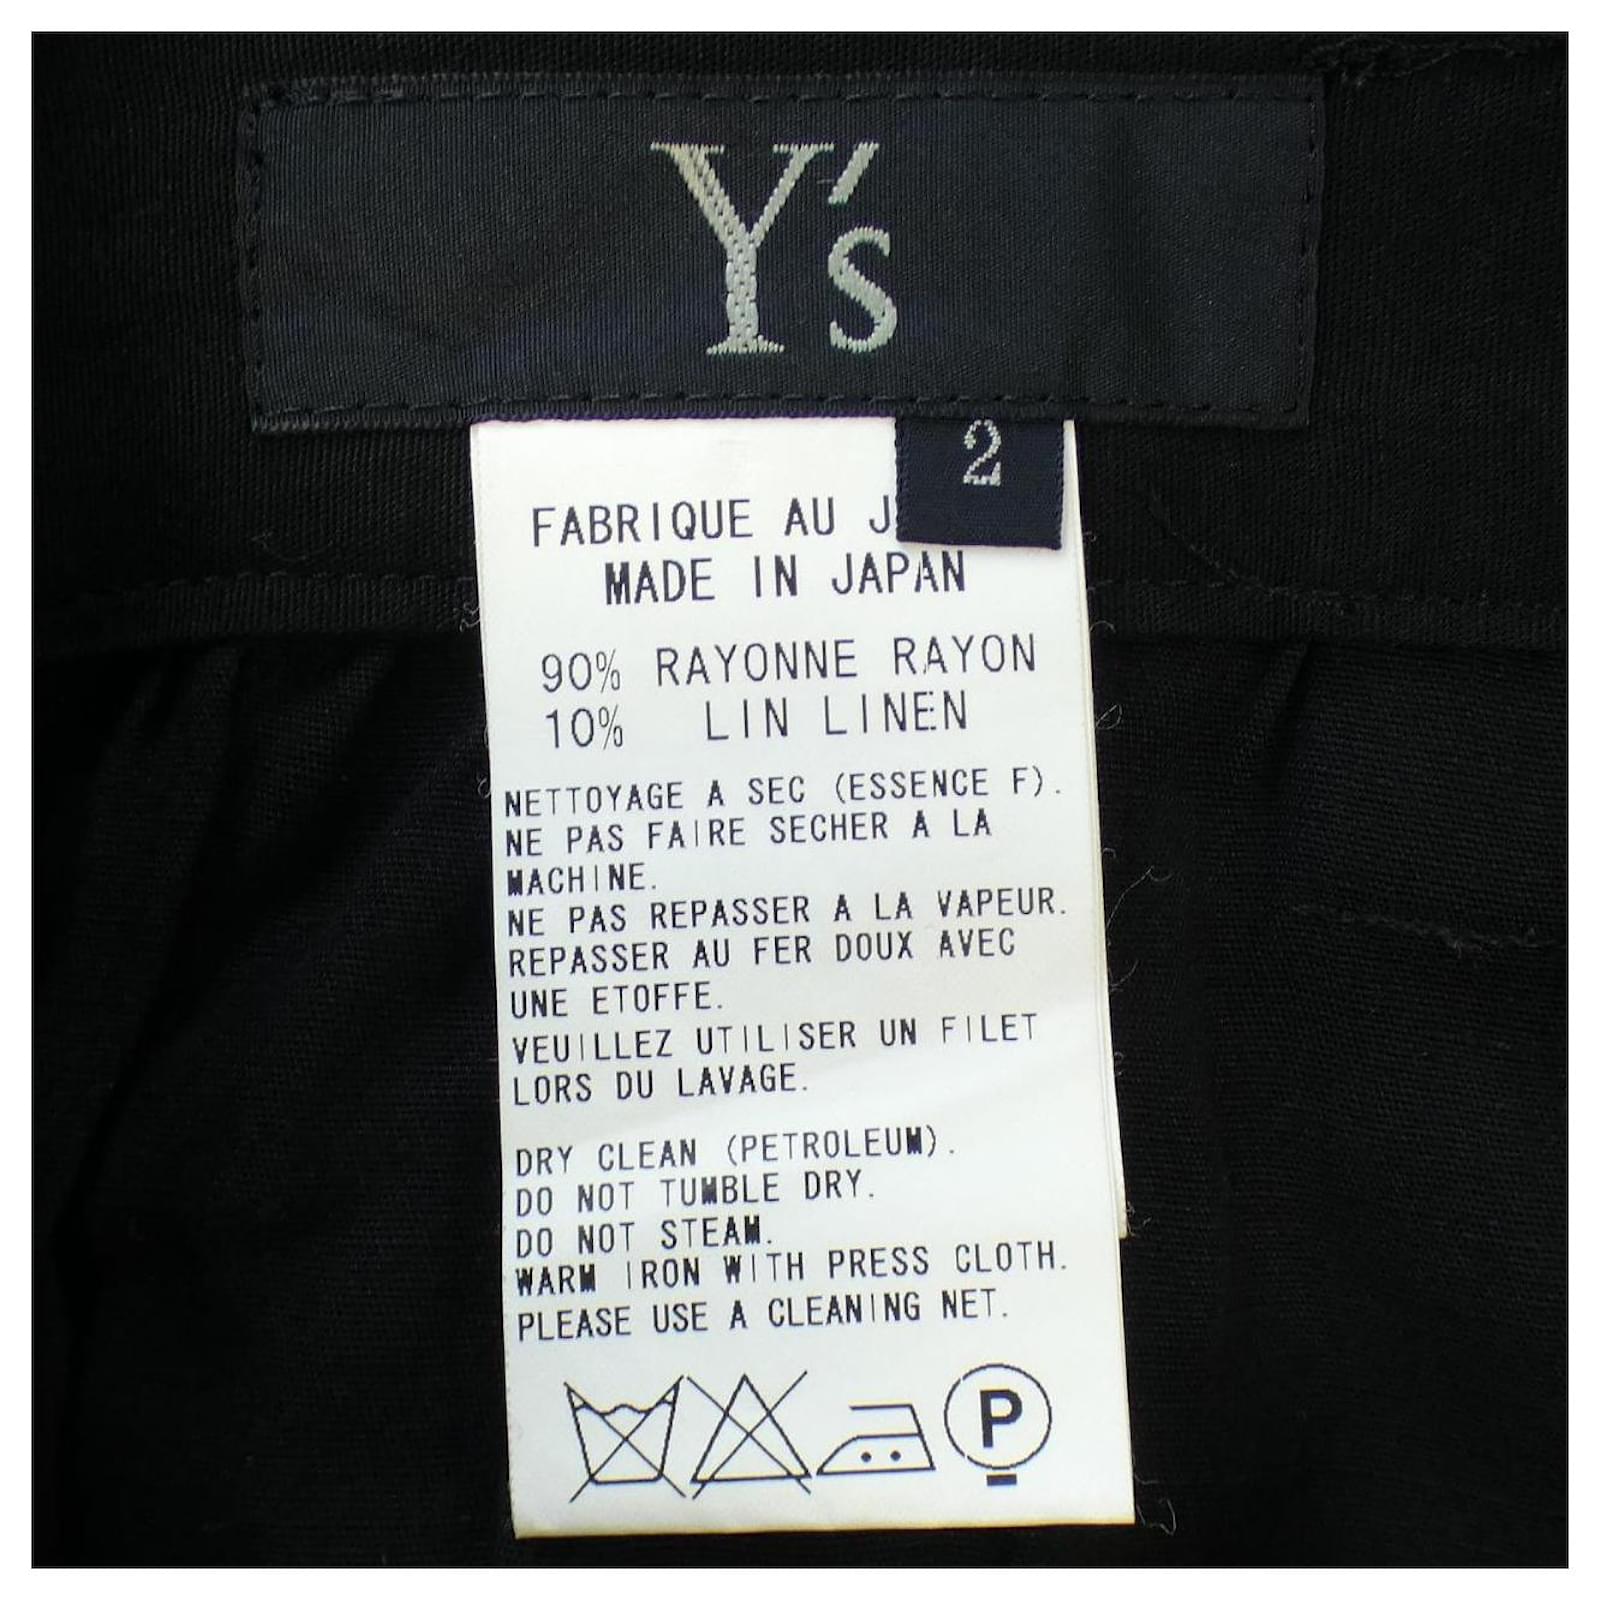 Y's
2
FABRIQUE AU
MADE IN JAPAN
90% RAYONNE RAYON
10% LIN LINEN
NETTOYAGE A SEC (ESSENCE F).
NE PAS FAIRE SECHER A LA
MACHINE.
NE PAS REPASSER A LA VAPEUR.
REPASSER AU FER DOUX AVEC
UNE ETOFFE.
VEUILLEZ UTILISER UN FILET
LORS DU LAVAGE.
DRY CLEAN (PETROLEUM).
DO NOT TUMBLE DRY.
DO NOT STEAM.
WARM IRON WITH PRESS CLOTH.
PLEASE USE A CLEANING NET.
P